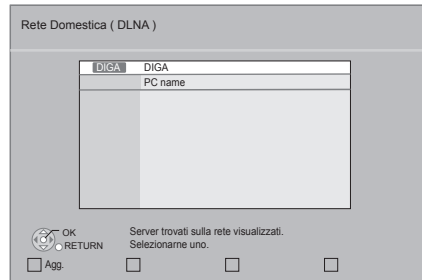 Rete Domestica ( DLNA )
DIGA DIGA
PC name
OK
RETURN
Server trovati sulla rete visualizzati.
Selezionarne uno.
Agg.